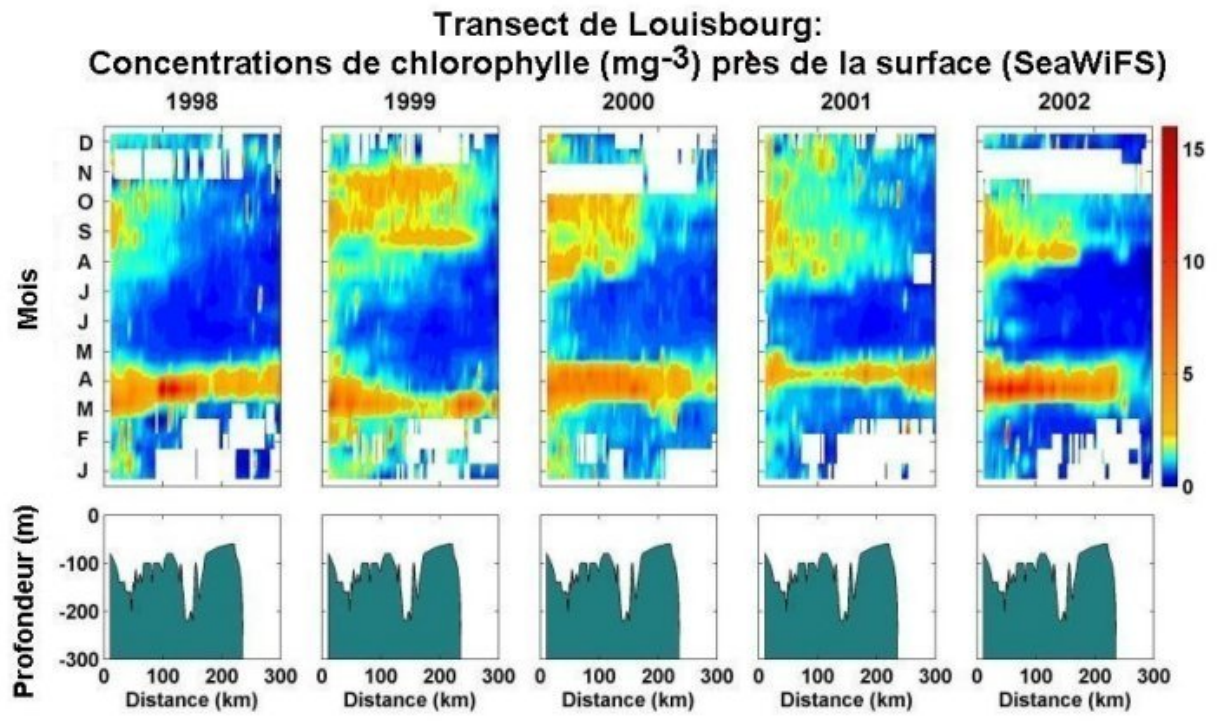 Transect de Louisbourg:
Concentrations de chlorophylle (mg-3) près de la surface (SeaWiFS)
1998 1999 2000 2001 2002
Mois
D
N
O
S
A
J
J
M
A
M
F
J
15
10
5
0
Profondeur (m)
0
-100
-200
-300
0 100 200 300 0 100 200 300 0 100 200 300 0 100 200 300 0 100 200 300
Distance (km) Distance (km) Distance (km) Distance (km) Distance (km)